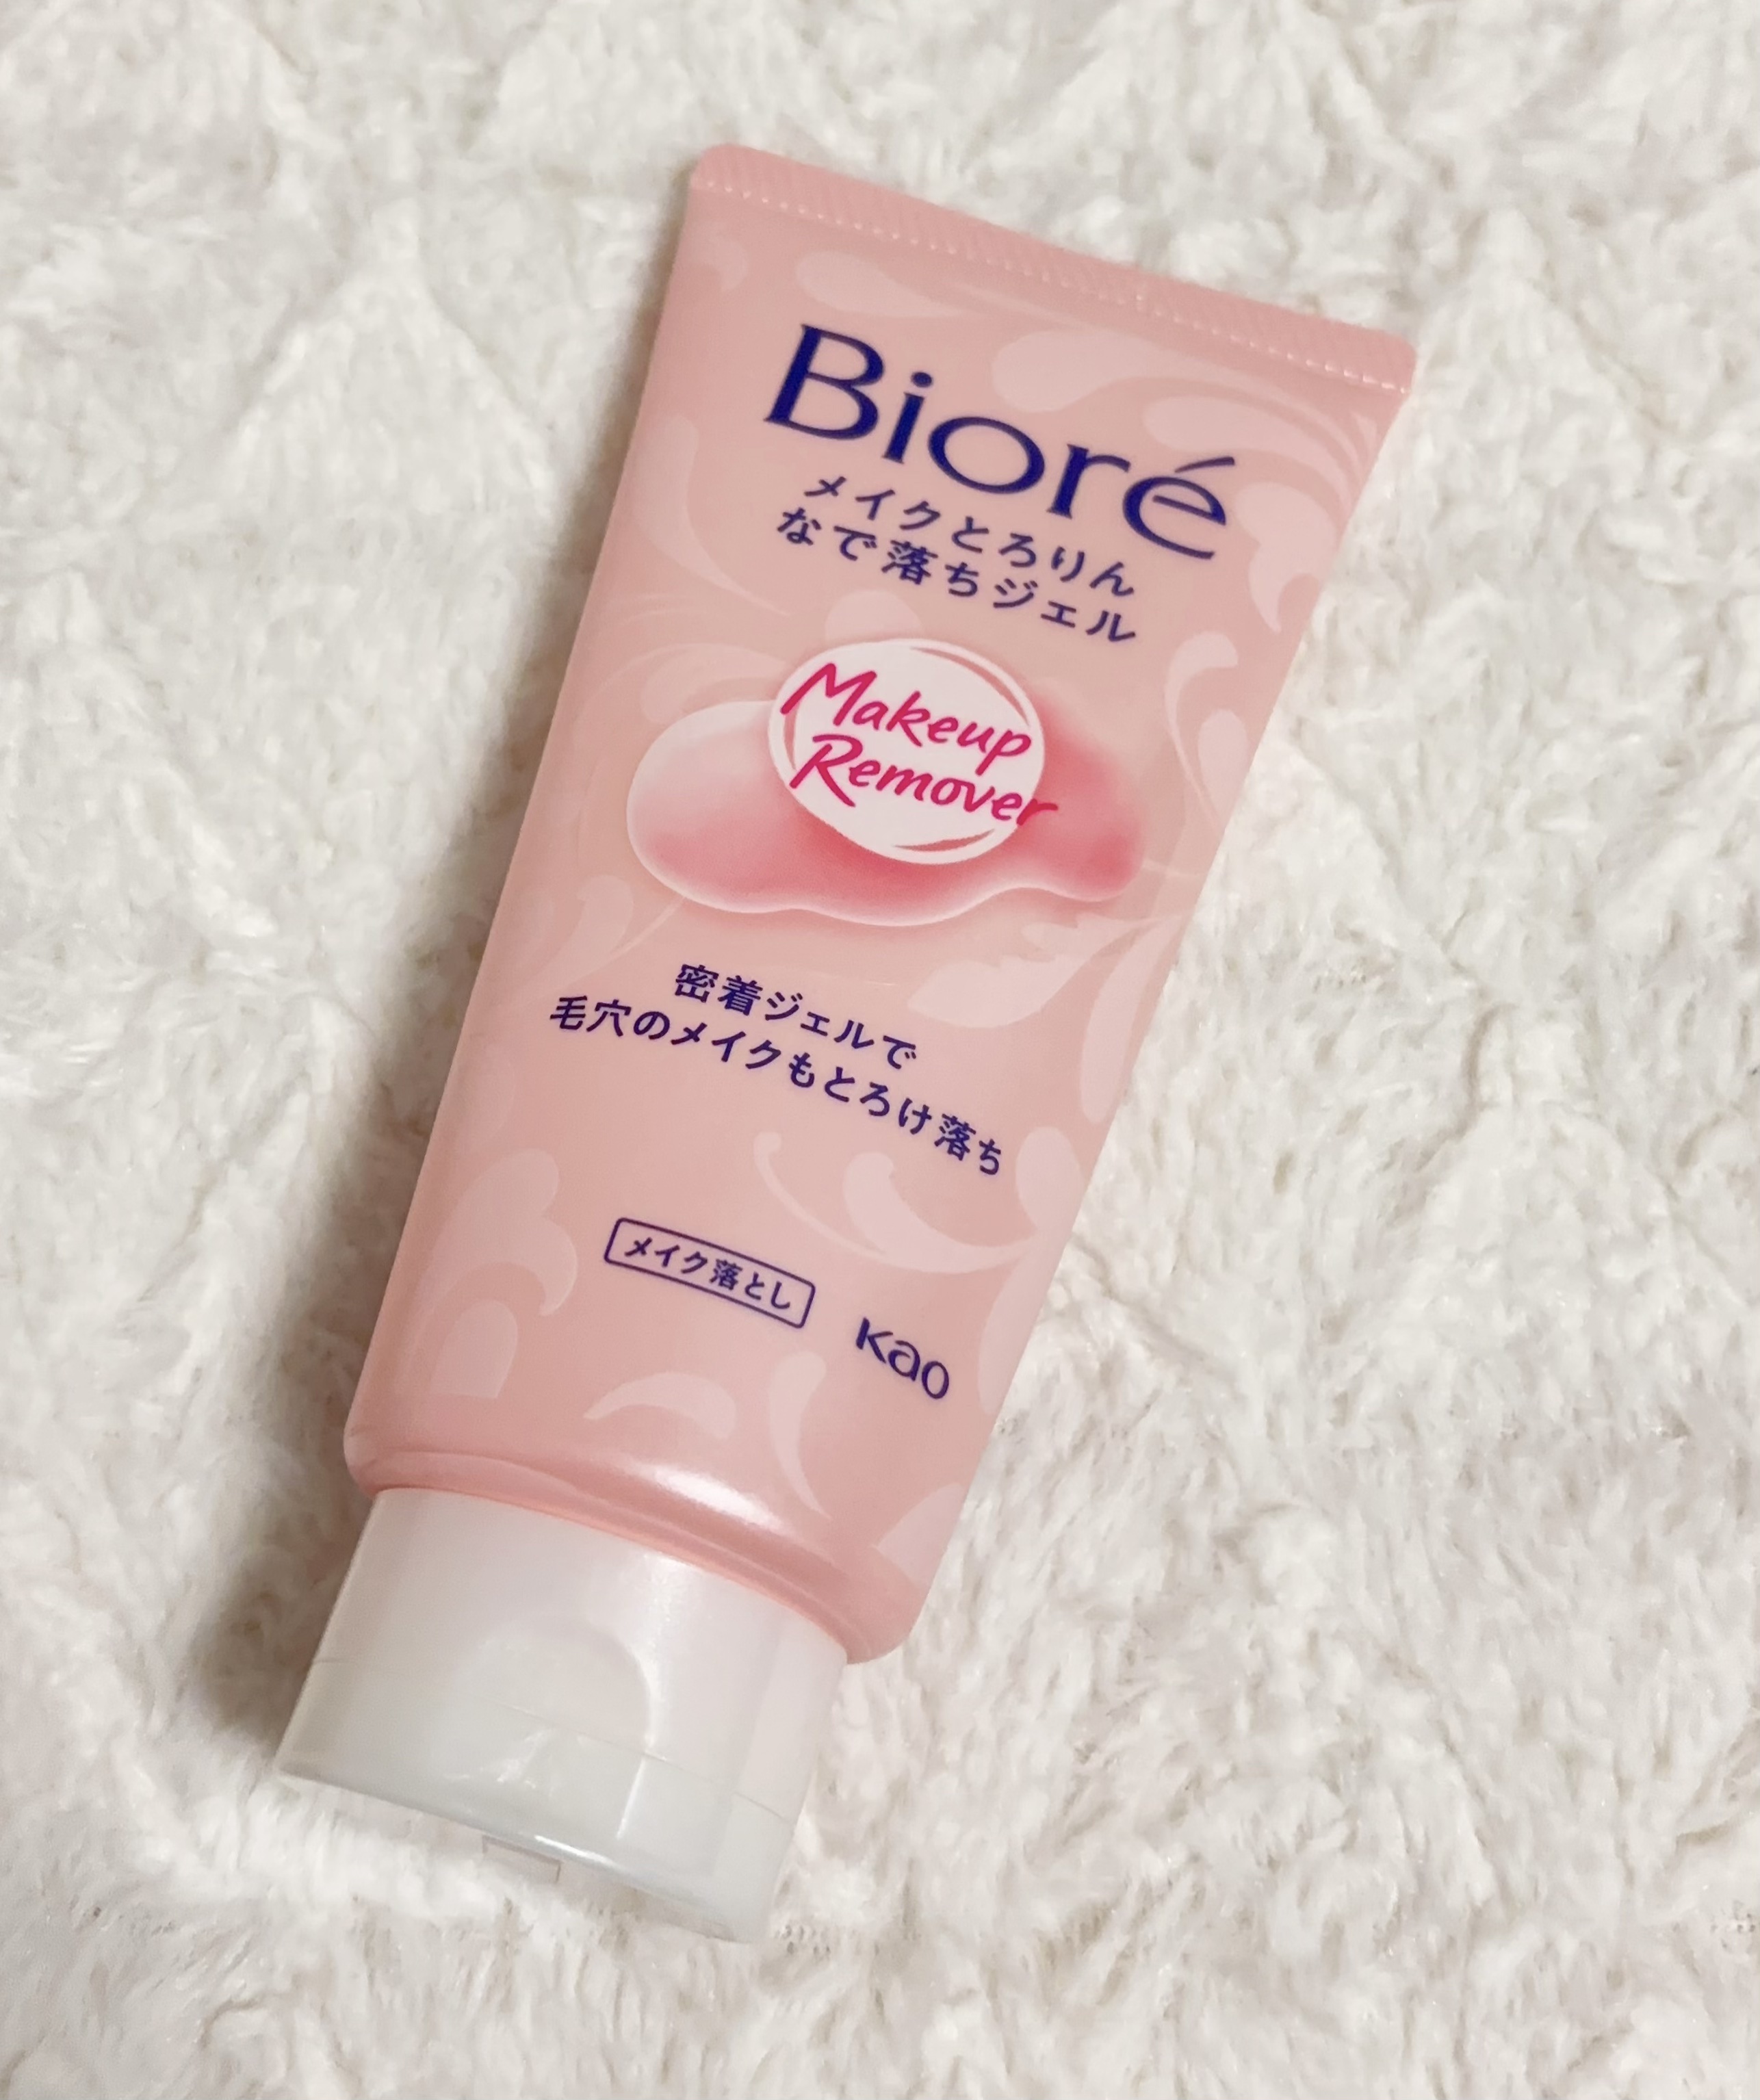 Bioré
メイクとろりん
なで落ちジェル
Makeup
Remover
密着ジェルで
毛穴のメイクもとろけ落ち
メイク落とし
Kao